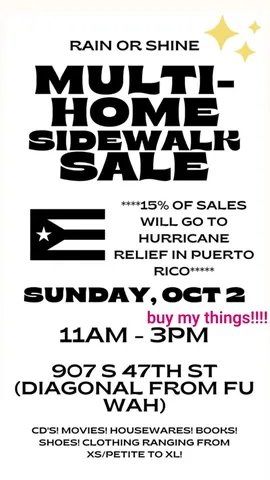 RAIN OR SHINE
MULTI-
HOME
SIDEWALK
SALE
****15% OF SALES
WILL GO TO
HURRICANE
RELIEF IN PUERTO
RICO*****
SUNDAY, OCT 2
buy my things!!!!
11AM - 3PM
907 S 47TH ST
(DIAGONAL FROM FU
WAH)
CD'S! MOVIES! HOUSEWARES! BOOKS!
SHOES! CLOTHING RANGING FROM
XS/PETITE TO XL!